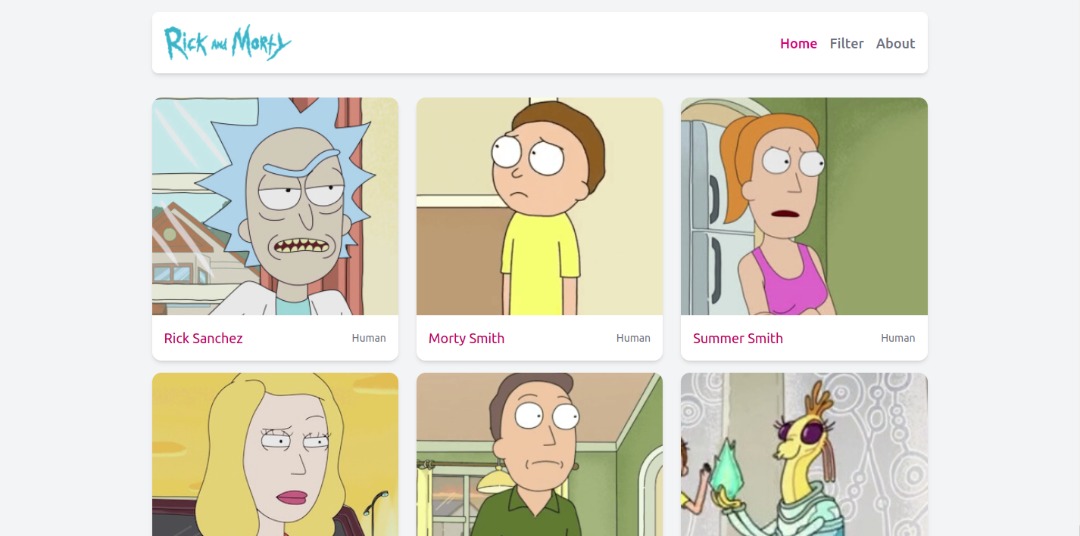 Rick and Morty
Home Filter About
Rick Sanchez Human
Morty Smith Human
Summer Smith Human